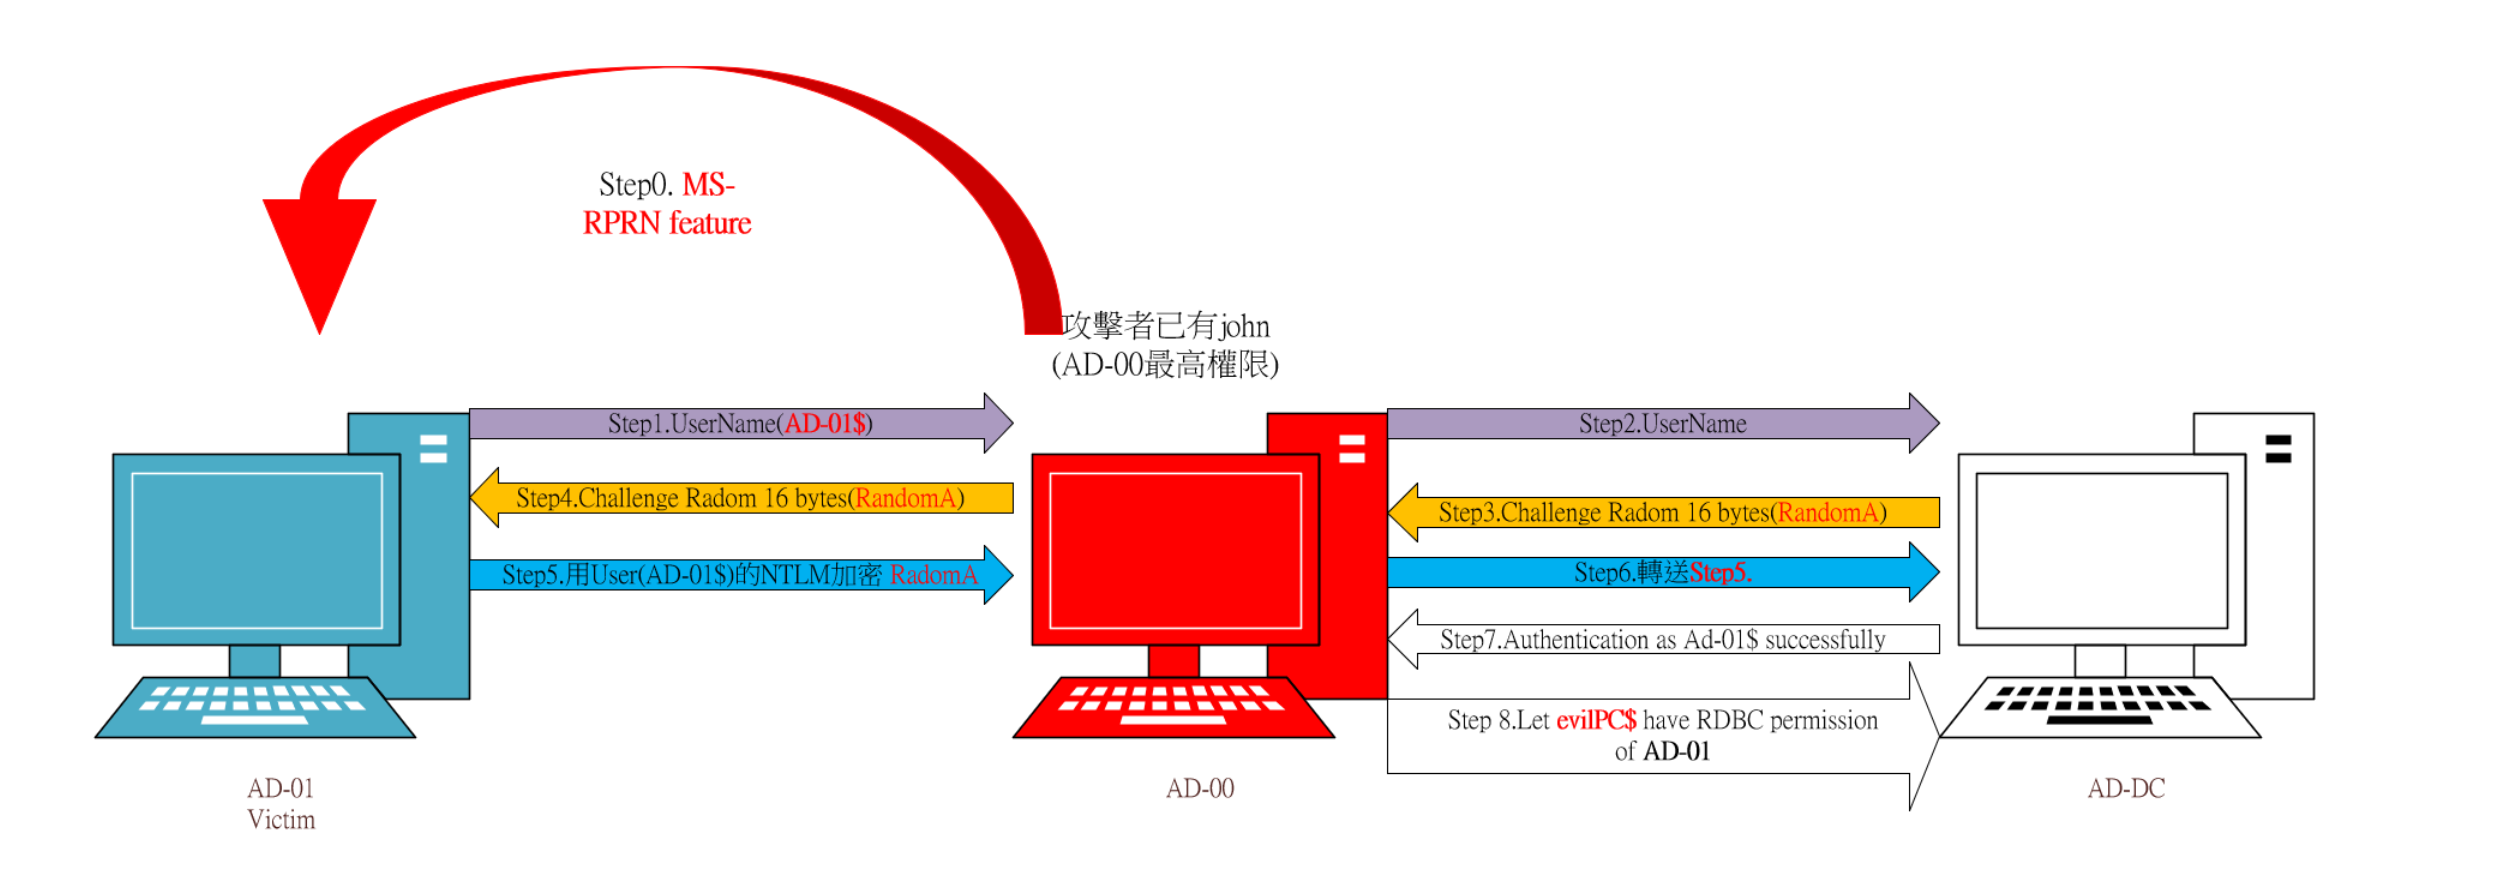 Step0. MS-
RPRN feature
攻擊者已有john
(AD-00最高權限)
Step1.UserName(AD-01$)
Step2.UserName
Step4.Challenge Radom 16 bytes(RandomA)
Step3.Challenge Radom 16 bytes(RandomA)
Step5.用User(AD-01$)的NTLM加密 RadomA
Step6.轉送Step5.
Step7.Authentication as Ad-01$ successfully
Step 8.Let evilPC$ have RDBC permission
of AD-01
AD-01
Victim
AD-00
AD-DC